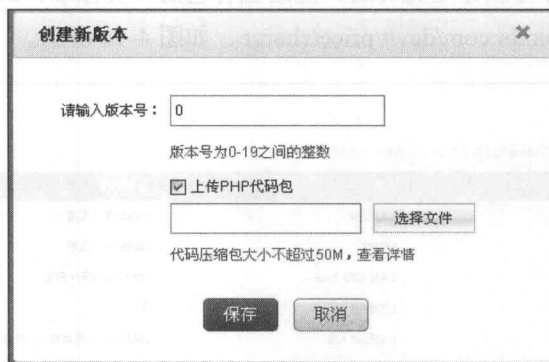 创建新版本
请输入版本号： 0
版本号为0-19之间的整数
上传PHP代码包
选择文件
代码压缩包大小不超过50M，查看详情
保存 取消